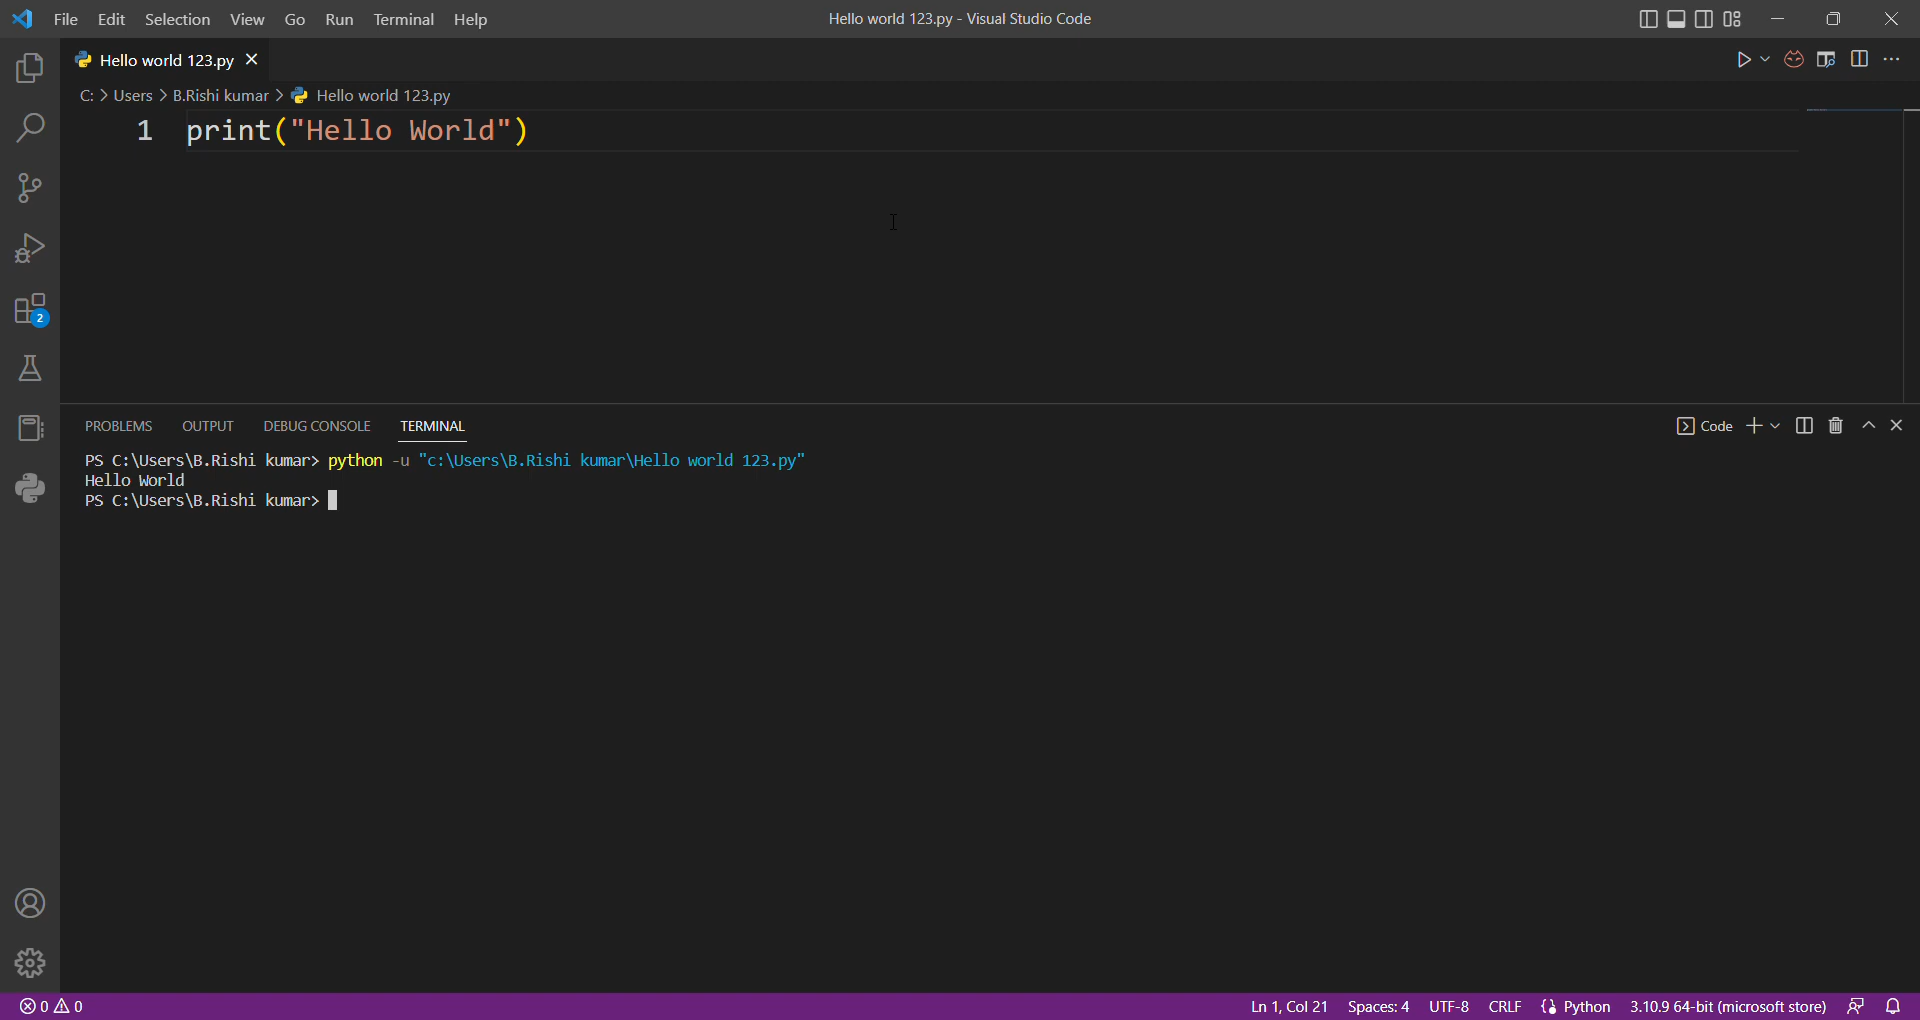 File Edit Selection View Go Run Terminal Help Hello world 123.py - Visual Studio Code
Hello world 123.py
C: > Users > B.Rishi kumar > Hello world 123.py
1 print("Hello World")
2
PROBLEMS OUTPUT DEBUG CONSOLE TERMINAL Code
PS C:\Users\B.Rishi kumar> python -u "c:\Users\B.Rishi kumar\Hello world 123.py"
Hello World
PS C:\Users\B.Rishi kumar>
0 0 Ln 1, Col 21 Spaces: 4 UTF-8 CRLF Python 3.10.9 64-bit (microsoft store)